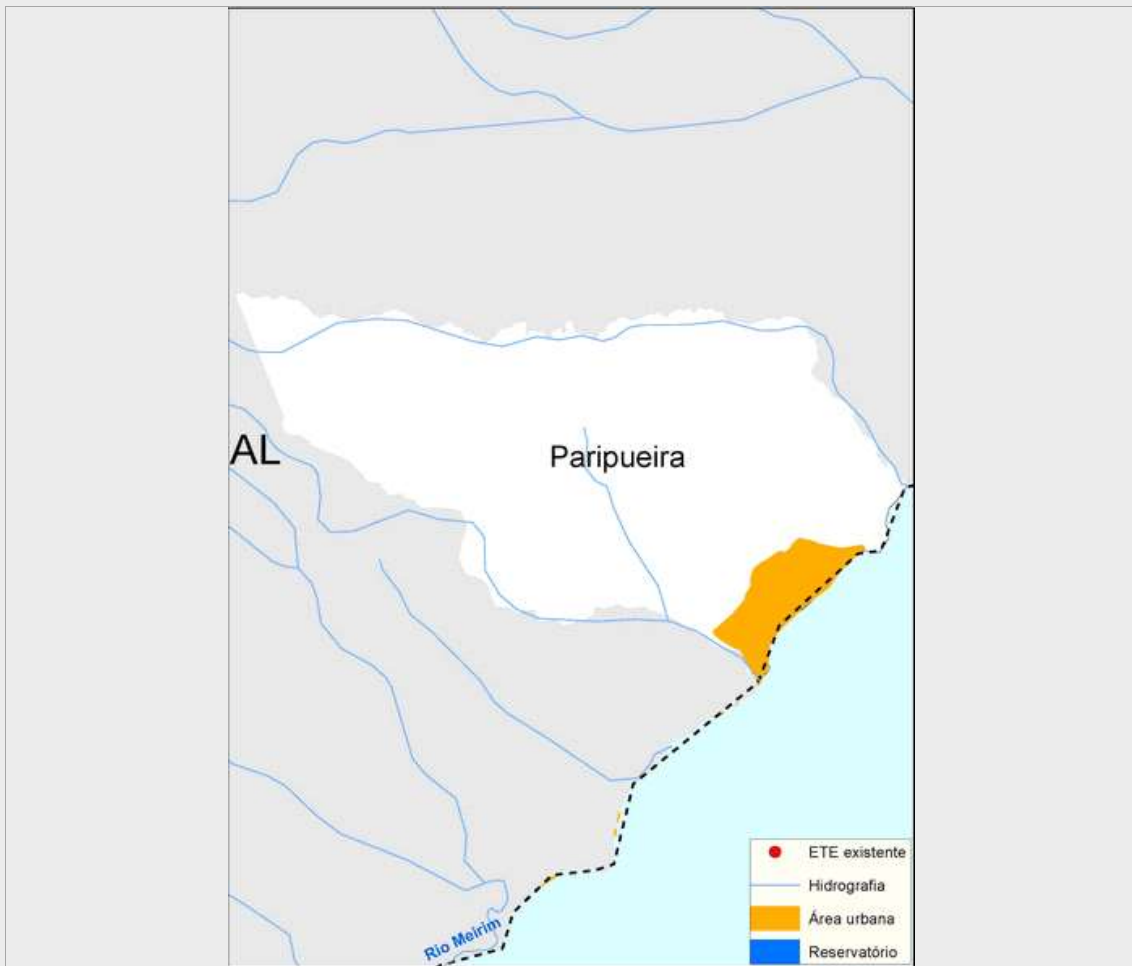 AL
Paripueira
Rio Meirim
ETE existente
Hidrografia
Área urbana
Reservatório